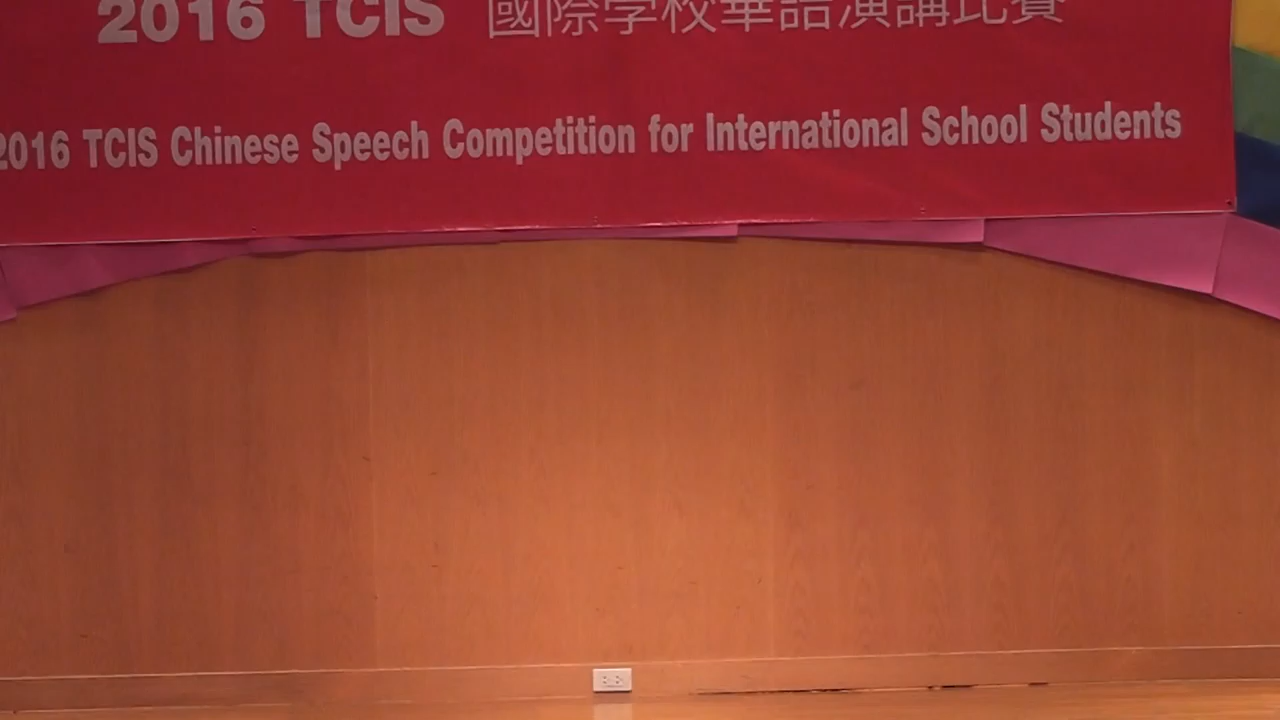 2016 TCIS 國際學校華語演講比賽
2016 TCIS Chinese Speech Competition for International School Students